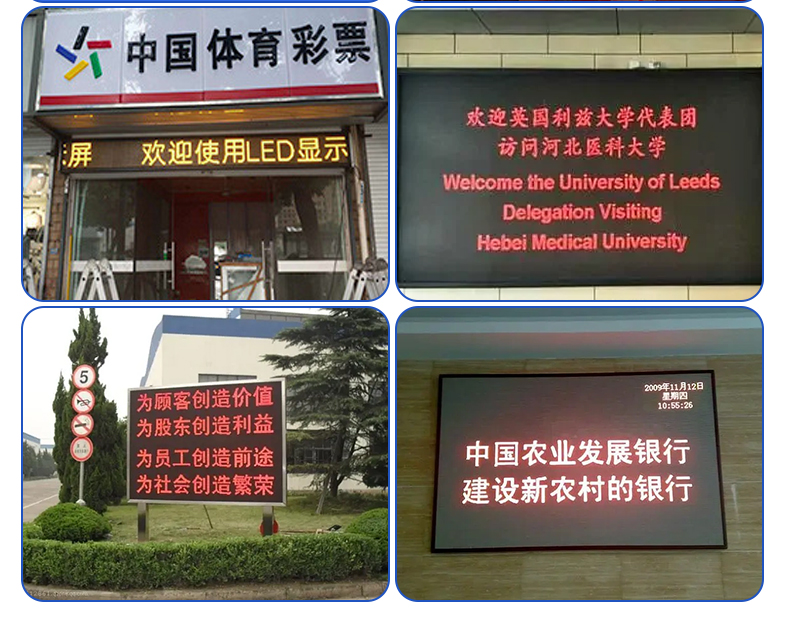 中国体育彩票
屏 欢迎使用LED显示
欢迎英国利兹大学代表团
访问河北医科大学
Welcome the University of Leeds
Delegation Visiting
Hebei Medical University
5
为顾客创造价值
为股东创造利益
为员工创造前途
为社会创造繁荣
2009年11月12日
星期四
10:55:26
中国农业发展银行
建设新农村的银行